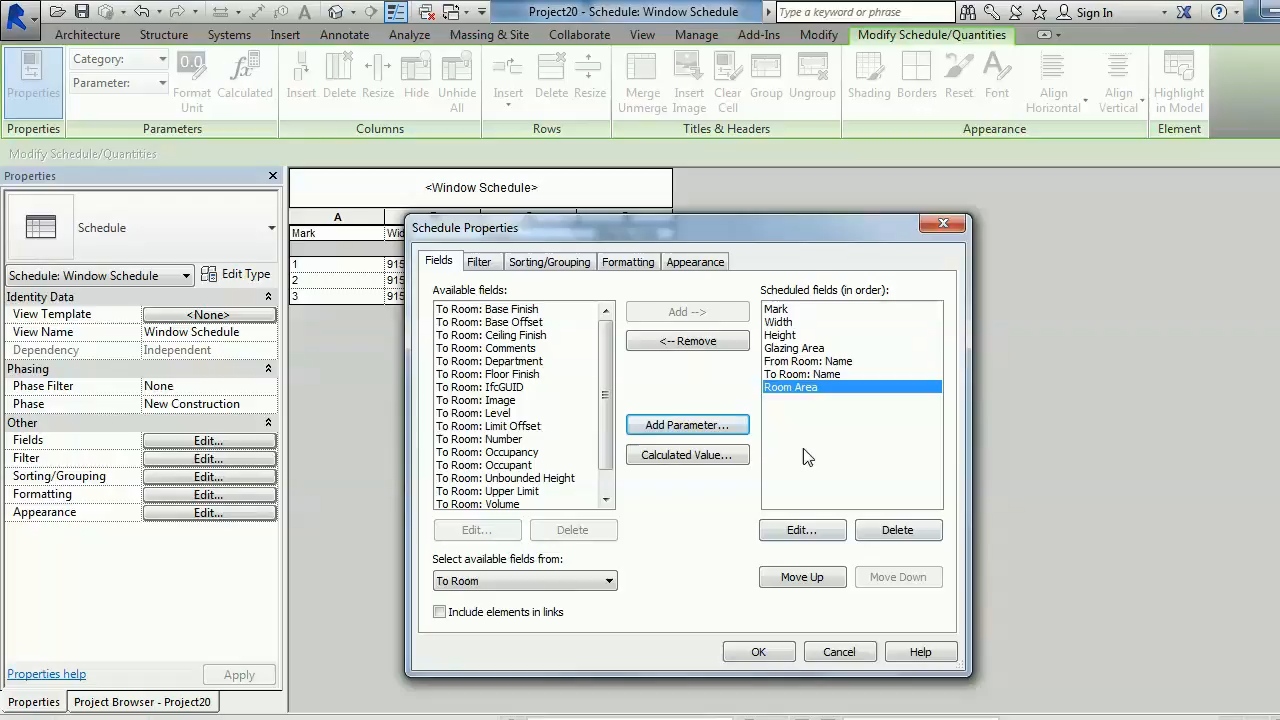 Project20 - Schedule: Window Schedule
Type a keyword or phrase
Sign In
Architecture Structure Systems Insert Annotate Analyze Massing & Site Collaborate View Manage Add-Ins Modify Modify Schedule/Quantities
Properties
Category:
Parameter:
Format Unit
Calculated
Insert
Delete
Resize
Hide
Unhide All
Insert
Delete
Resize
Merge Unmerge
Insert Image
Clear Cell
Group
Ungroup
Shading
Borders
Reset
Font
Align Horizontal
Align Vertical
Highlight in Model
Properties Parameters Columns Rows Titles & Headers Appearance Element
Modify Schedule/Quantities
Properties
Schedule
Schedule: Window Schedule
Edit Type
Identity Data
View Template <None>
View Name Window Schedule
Dependency Independent
Phasing
Phase Filter None
Phase New Construction
Other
Fields Edit...
Filter Edit...
Sorting/Grouping Edit...
Formatting Edit...
Appearance Edit...
Properties help
Apply
Properties
Project Browser - Project20
<Window Schedule>
A
Mark
1 915
2 915
3 915
Schedule Properties
Fields Filter Sorting/Grouping Formatting Appearance
Available fields:
To Room: Base Finish
To Room: Base Offset
To Room: Ceiling Finish
To Room: Comments
To Room: Department
To Room: Floor Finish
To Room: IfcGUID
To Room: Image
To Room: Level
To Room: Limit Offset
To Room: Number
To Room: Occupancy
To Room: Occupant
To Room: Unbounded Height
To Room: Upper Limit
To Room: Volume
Add -->
<-- Remove
Add Parameter...
Calculated Value...
Scheduled fields (in order):
Mark
Width
Height
Glazing Area
From Room: Name
To Room: Name
Room Area
Edit...
Delete
Edit...
Delete
Select available fields from:
To Room
Move Up
Move Down
Include elements in links
OK
Cancel
Help